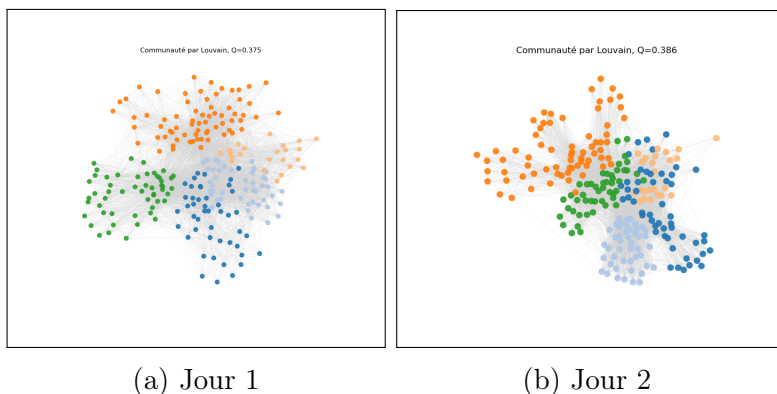 Communauté par Louvain, Q=0.375
Communauté par Louvain, Q=0.386
(a) Jour 1
(b) Jour 2